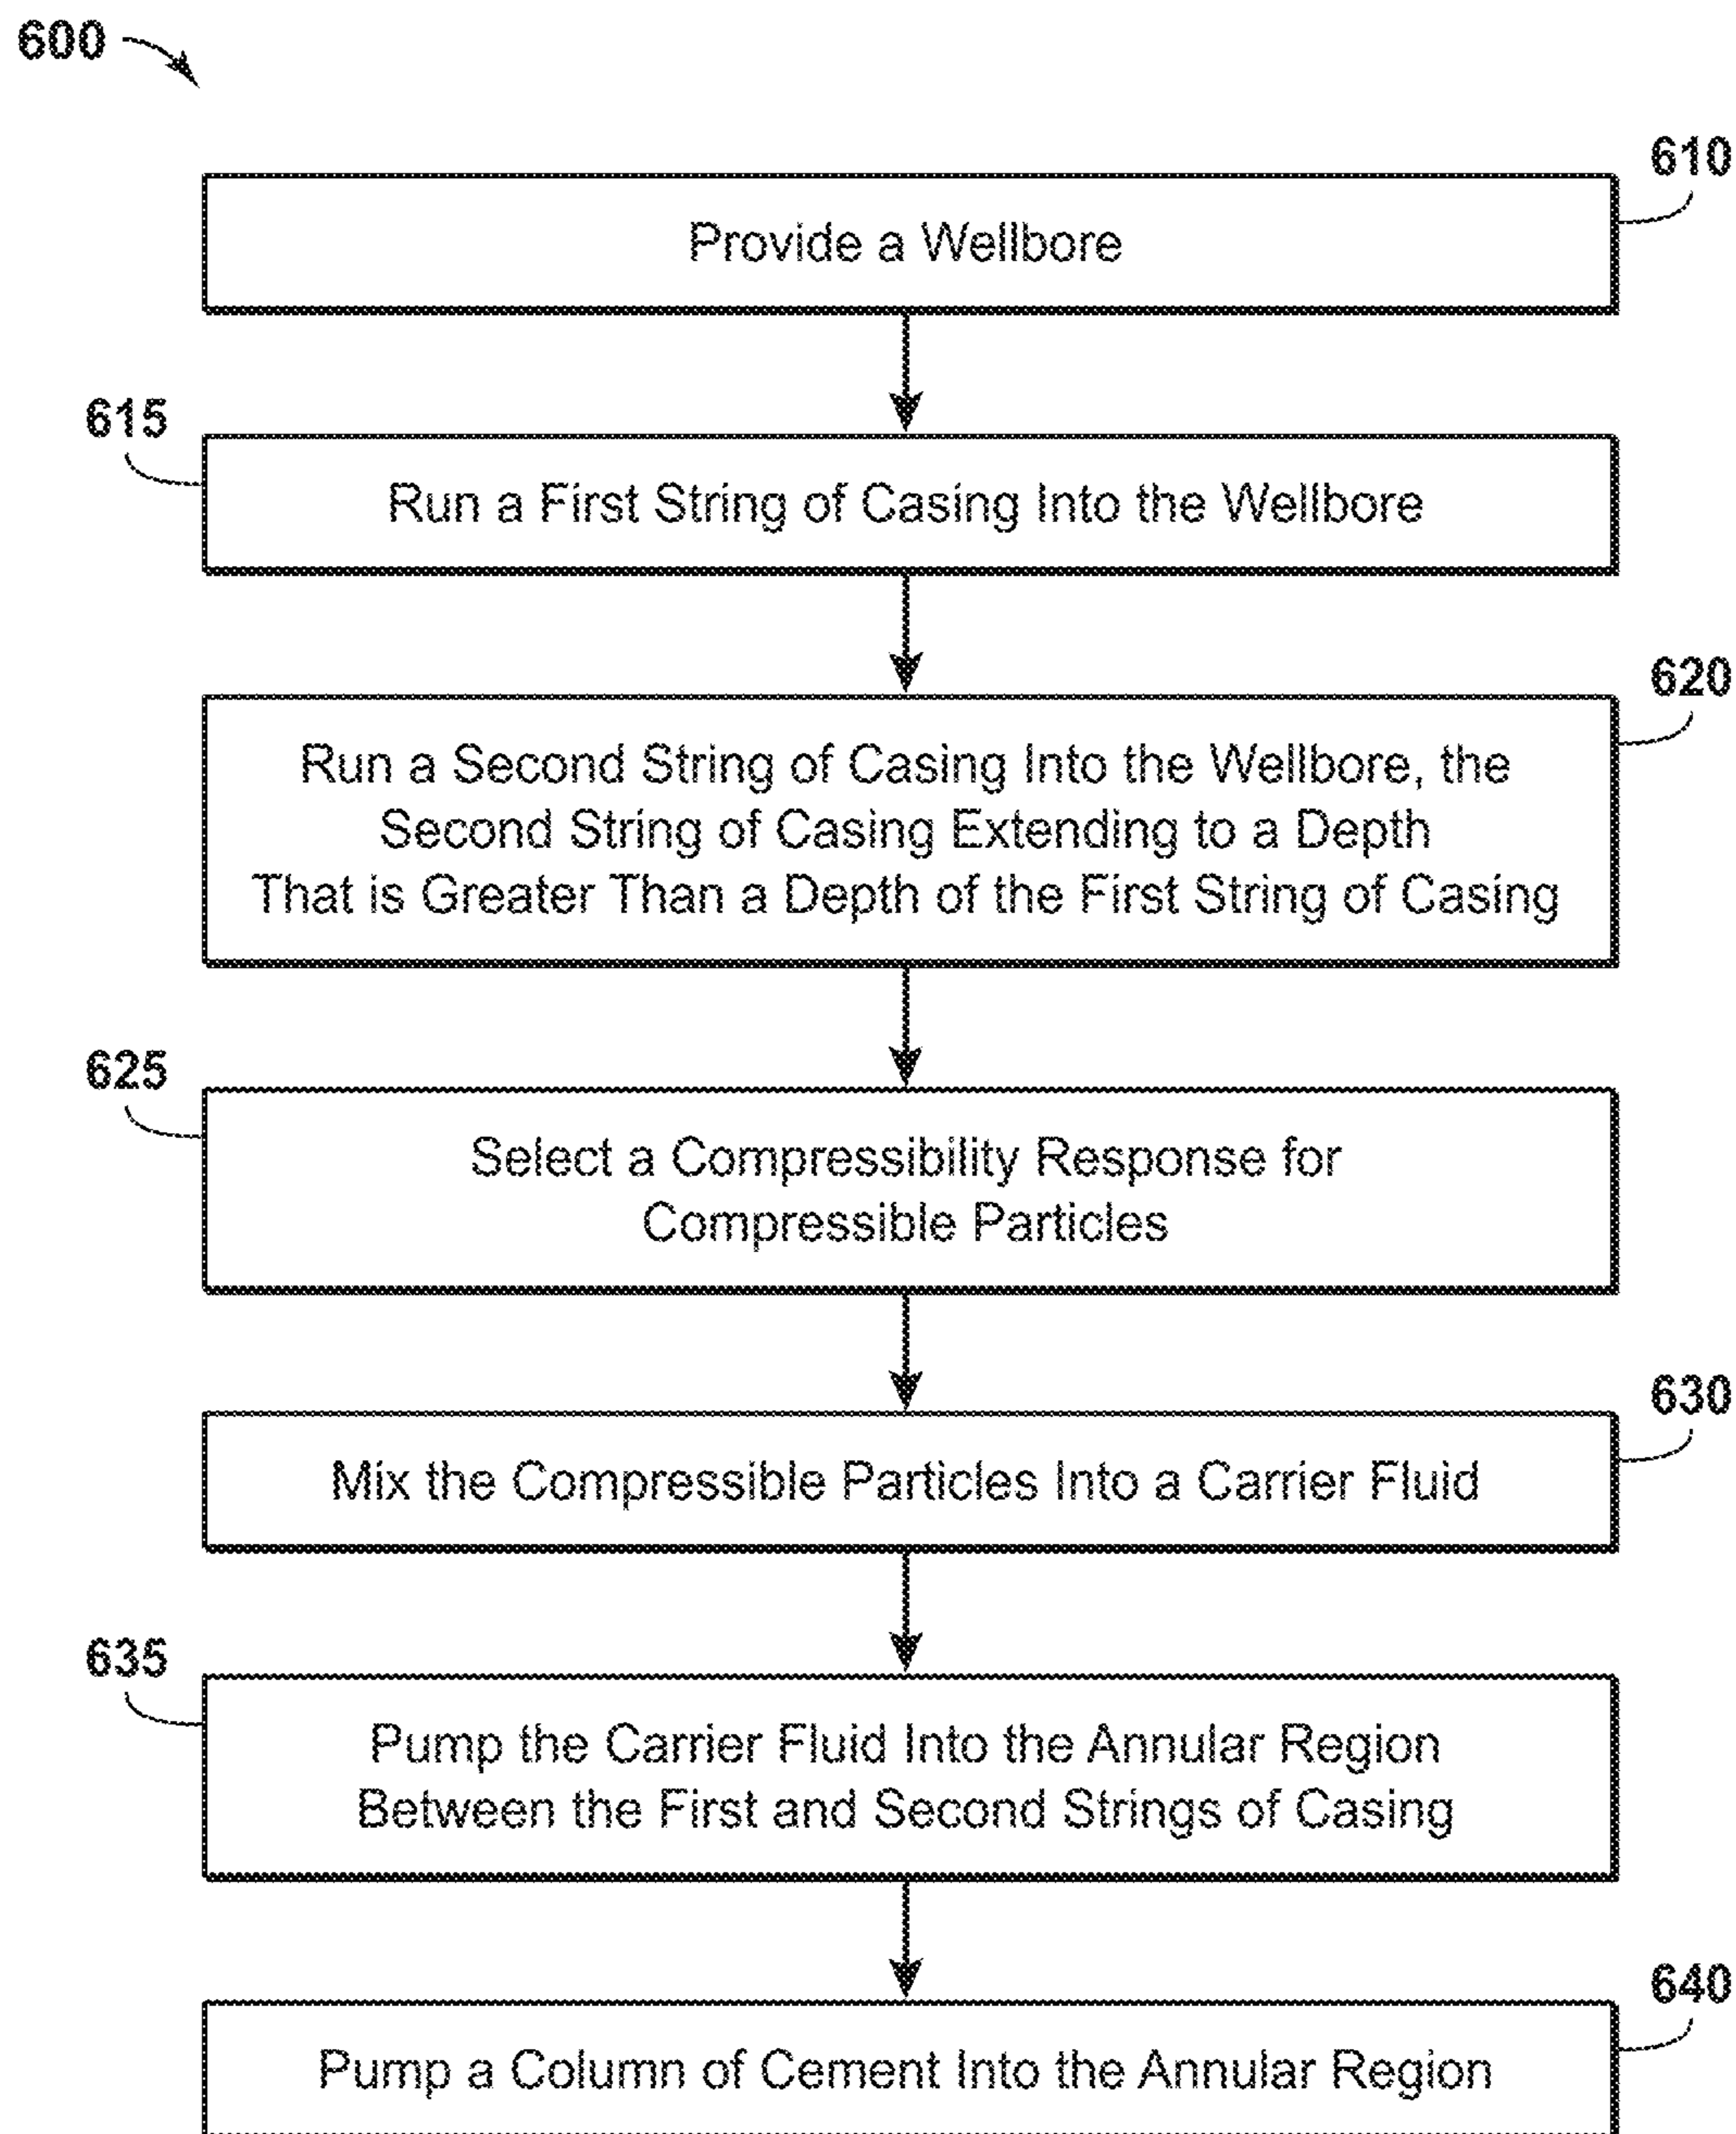 600
610
Provide a Wellbore
615
Run a First String of Casing Into the Wellbore
620
Run a Second String of Casing Into the Wellbore, the
Second String of Casing Extending to a Depth
That is Greater Than a Depth of the First String of Casing
625
Select a Compressibility Response for
Compressible Particles
630
Mix the Compressible Particles Into a Carrier Fluid
635
Pump the Carrier Fluid Into the Annular Region
Between the First and Second Strings of Casing
640
Pump a Column of Cement Into the Annular Region